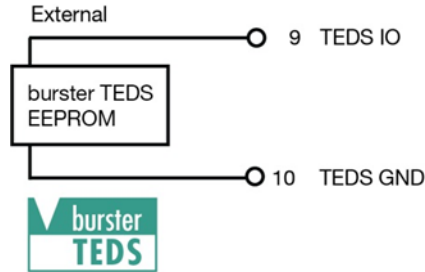 External
9 TEDS IO
burster TEDS
EEPROM
10 TEDS GND
burster
TEDS